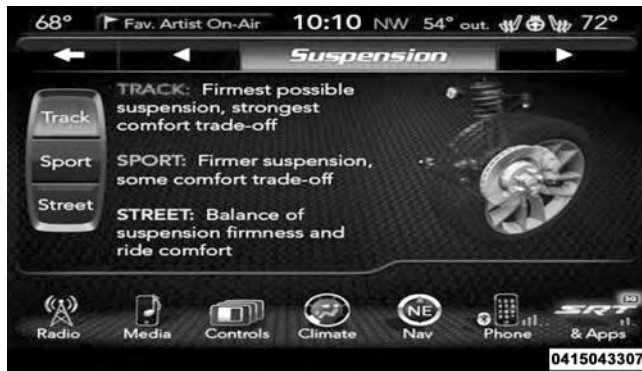 68° Fav. Artist On-Air 10:10 NW 54° out. 72°
Suspension
Track
Sport
Street
TRACK: Firmest possible
suspension, strongest
comfort trade-off
SPORT: Firmer suspension,
some comfort trade-off
STREET: Balance of
suspension firmness and
ride comfort
NE
3G
SRT
Radio Media Controls Climate Nav Phone & Apps
0415043307